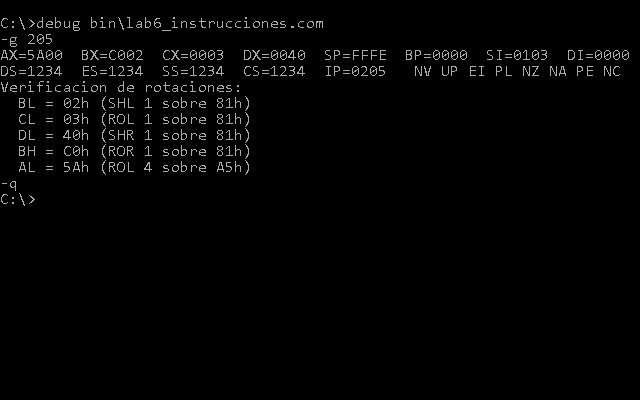 C:\>debug bin\lab6_instrucciones.com
-g 205
AX=5A00  BX=C002  CX=0003  DX=0040  SP=FFFE  BP=0000  SI=0103  DI=0000
DS=1234  ES=1234  SS=1234  CS=1234  IP=0205   NV UP EI PL NZ NA PE NC
Verificacion de rotaciones:
  BL = 02h (SHL 1 sobre 81h)
  CL = 03h (ROL 1 sobre 81h)
  DL = 40h (SHR 1 sobre 81h)
  BH = C0h (ROR 1 sobre 81h)
  AL = 5Ah (ROL 4 sobre A5h)
-q
C:\>